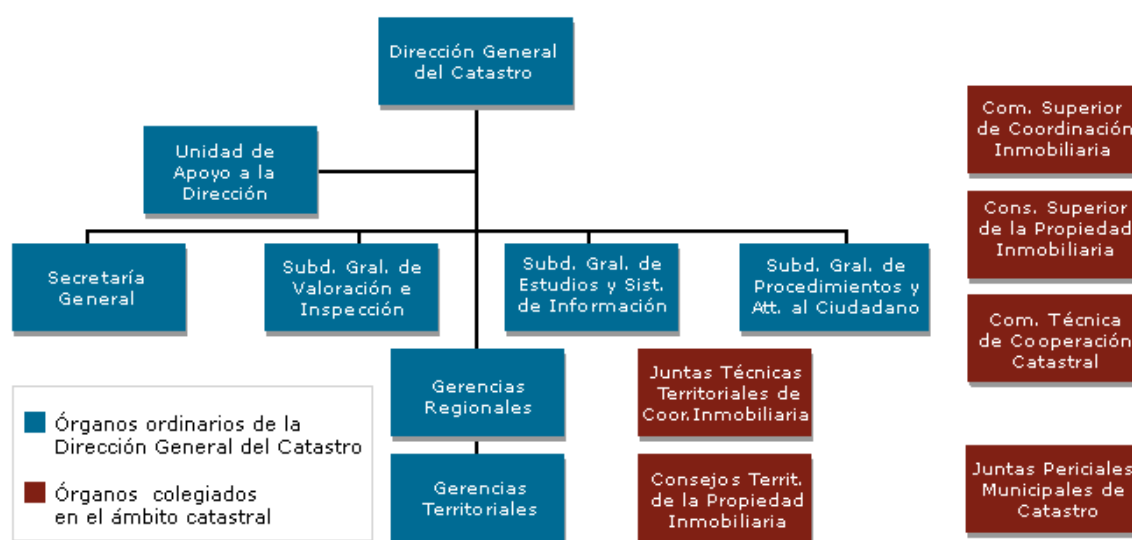 Dirección General
del Catastro
Unidad de
Apoyo a la
Dirección
Com. Superior
de Coordinación
Inmobiliaria
Cons. Superior
de la Propiedad
Inmobiliaria
Secretaría
General
Subd. Gral. de
Valoración e
Inspección
Subd. Gral. de
Estudios y Sist.
de Información
Subd. Gral. de
Procedimientos y
Att. al Ciudadano
Com. Técnica
de Cooperación
Catastral
Gerencias
Regionales
Juntas Técnicas
Territoriales de
Coor.Inmobiliaria
Órganos ordinarios de la
Dirección General del Catastro
Órganos colegiados
en el ámbito catastral
Gerencias
Territoriales
Consejos Territ.
de la Propiedad
Inmobiliaria
Juntas Periciales
Municipales de
Catastro